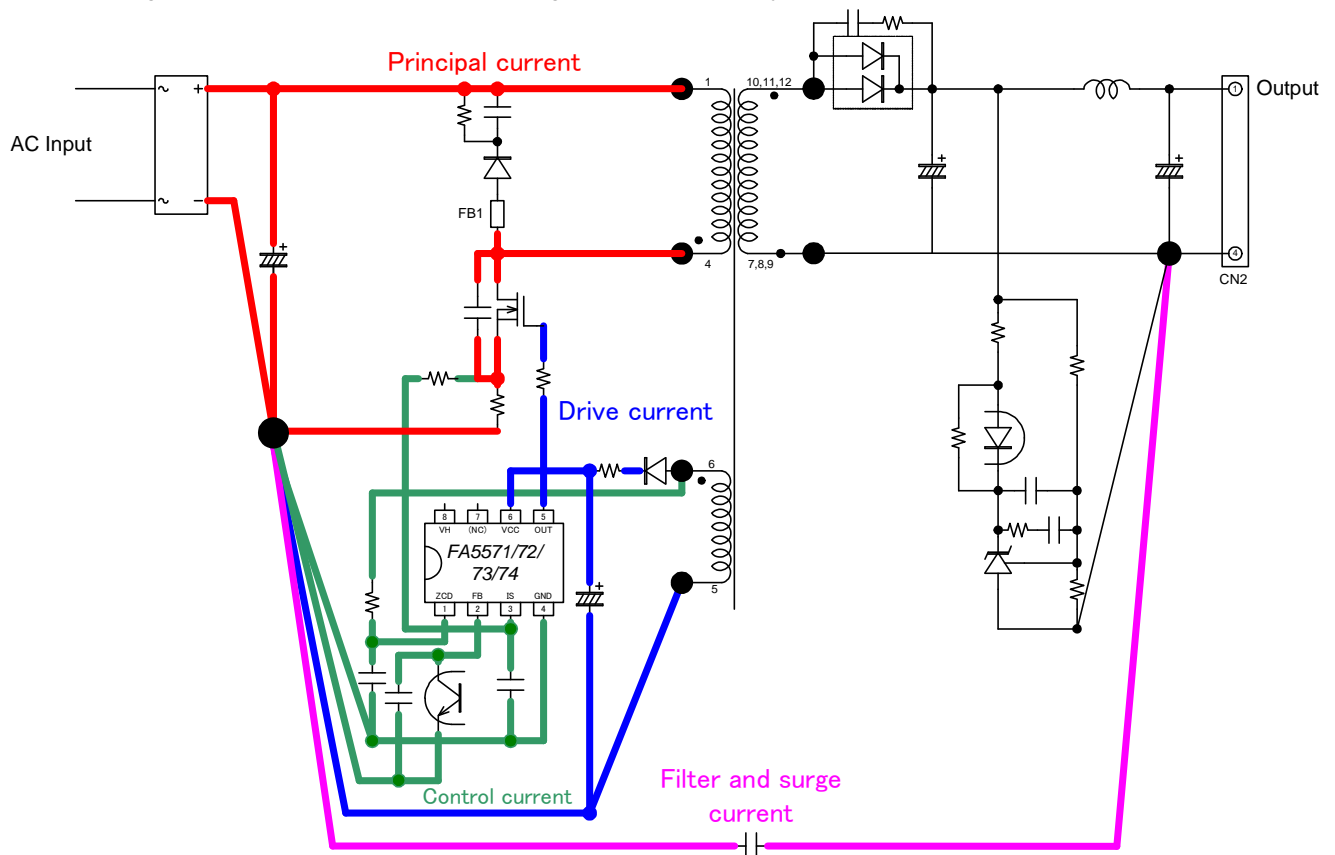 Principal current
AC Input
~
+
~
−
FB1
1
4
10,11,12
7,8,9
1
Output
4
CN2
+
+
+
Drive current
6
5
8
7
6
5
VH
(NC)
VCC
OUT
FA5571/72/
73/74
+
ZCD
FB
IS
GND
1
2
3
4
Control current
Filter and surge
current